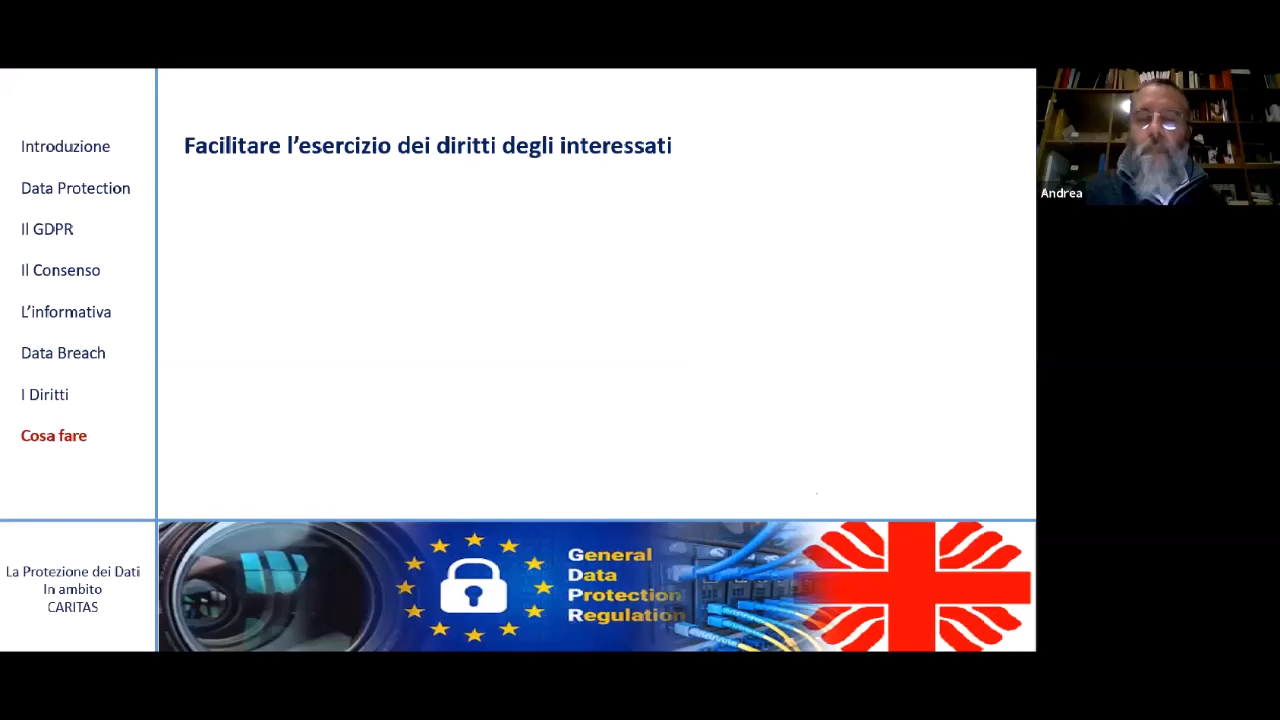 Introduzione
Data Protection
Il GDPR
Il Consenso
L'informativa
Data Breach
I Diritti
Cosa fare
La Protezione dei Dati
In ambito
CARITAS
Facilitare l'esercizio dei diritti degli interessati
General
Data
Protection
Regulation
Andrea